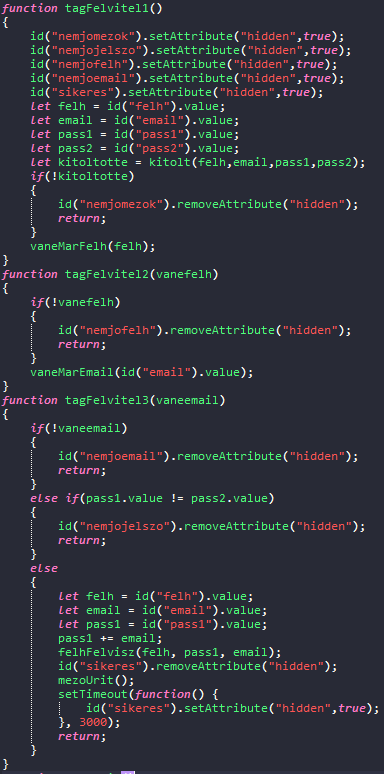 function tagFelvitel1()
{
    id("nemjomezok").setAttribute("hidden",true);
    id("nemjojelszo").setAttribute("hidden",true);
    id("nemjofelh").setAttribute("hidden",true);
    id("nemjoemail").setAttribute("hidden",true);
    id("sikeres").setAttribute("hidden",true);
    let felh = id("felh").value;
    let email = id("email").value;
    let pass1 = id("pass1").value;
    let pass2 = id("pass2").value;
    let kitoltotte = kitolt(felh,email,pass1,pass2);
    if(!kitoltotte)
    {
        id("nemjomezok").removeAttribute("hidden");
        return;
    }
    vaneMarFelh(felh);
}
function tagFelvitel2(vanefelh)
{
    if(!vanefelh)
    {
        id("nemjofelh").removeAttribute("hidden");
        return;
    }
    vaneMarEmail(id("email").value);
}
function tagFelvitel3(vaneemail)
{
    if(!vaneemail)
    {
        id("nemjoemail").removeAttribute("hidden");
        return;
    }
    else if(pass1.value != pass2.value)
    {
        id("nemjojelszo").removeAttribute("hidden");
        return;
    }
    else
    {
        let felh = id("felh").value;
        let email = id("email").value;
        let pass1 = id("pass1").value;
        pass1 += email;
        felhFelvisz(felh, pass1, email);
        id("sikeres").removeAttribute("hidden");
        mezoUrit();
        setTimeout(function() {
            id("sikeres").setAttribute("hidden",true);
        }, 3000);
        return;
    }
}